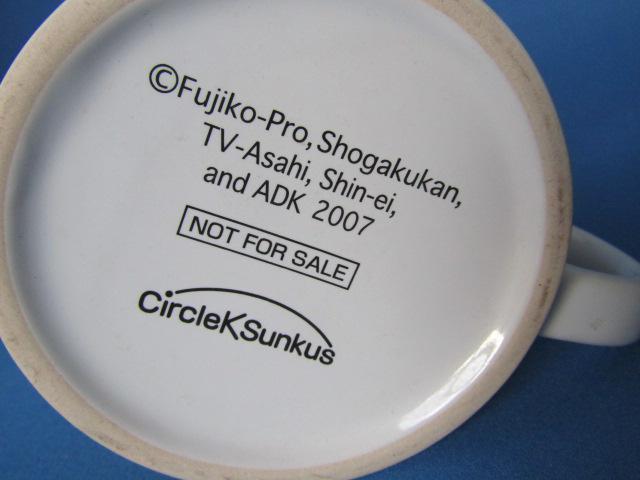 ©Fujiko-Pro, Shogakukan,
TV-Asahi, Shin-ei,
and ADK 2007
NOT FOR SALE
CircleKSunkus